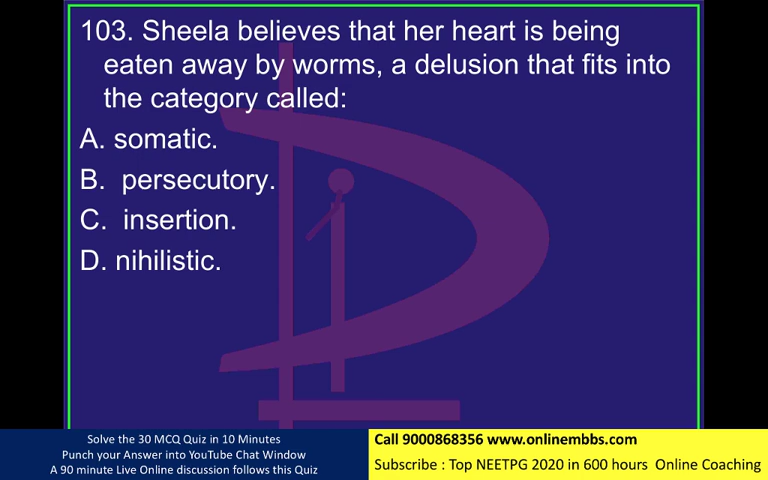 103. Sheela believes that her heart is being
eaten away by worms, a delusion that fits into
the category called:
A. somatic.
B. persecutory.
C. insertion.
D. nihilistic.
Solve the 30 MCQ Quiz in 10 Minutes
Punch your Answer into YouTube Chat Window
A 90 minute Live Online discussion follows this Quiz
Call 9000868356 www.onlinembbs.com
Subscribe : Top NEETPG 2020 in 600 hours Online Coaching